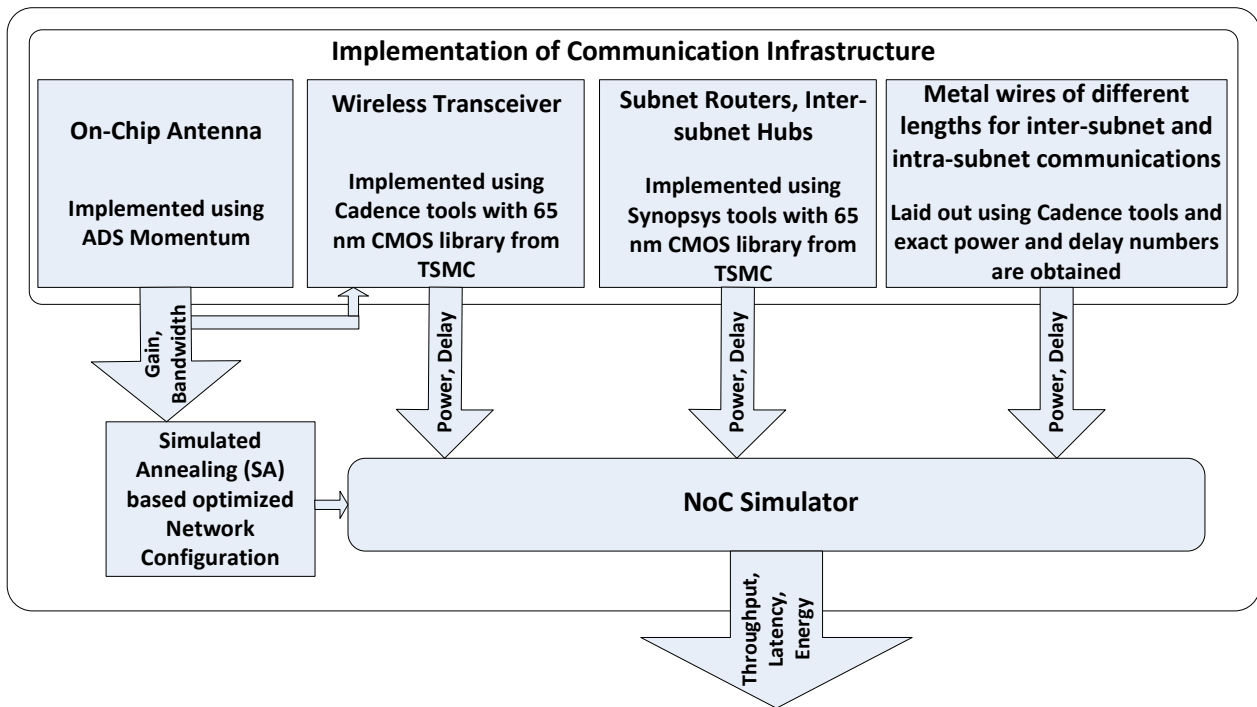 Implementation of Communication Infrastructure
On-Chip Antenna
Implemented using
ADS Momentum
Wireless Transceiver
Implemented using
Cadence tools with 65
nm CMOS library from
TSMC
Subnet Routers, Inter-
subnet Hubs
Implemented using
Synopsys tools with 65
nm CMOS library from
TSMC
Metal wires of different
lengths for inter-subnet and
intra-subnet communications
Laid out using Cadence tools and
exact power and delay numbers
are obtained
Gain,
Bandwidth
Power, Delay
Power, Delay
Power, Delay
Simulated
Annealing (SA)
based optimized
Network
Configuration
NoC Simulator
Throughput,
Latency,
Energy